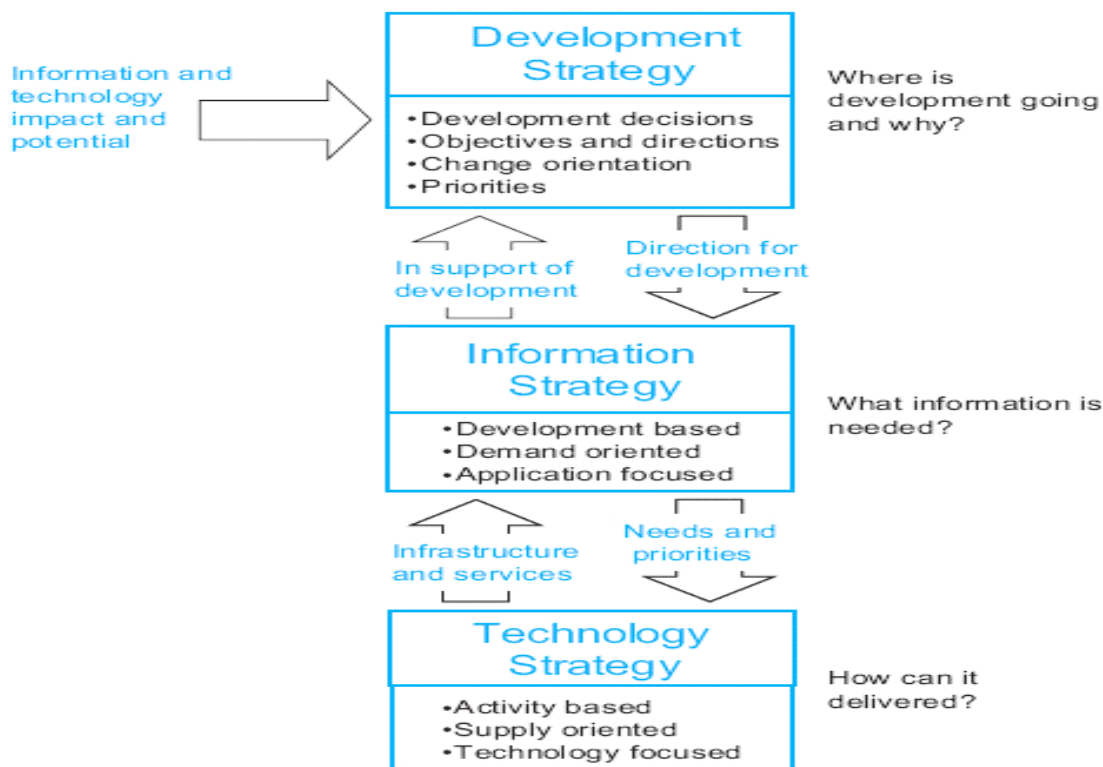 Development
Strategy
Information and
technology
impact and
potential
•Development decisions
•Objectives and directions
•Change orientation
•Priorities
Where is
development going
and why?
In support of
development
Direction for
development
Information
Strategy
•Development based
•Demand oriented
•Application focused
What information is
needed?
Infrastructure
and services
Needs and
priorities
Technology
Strategy
•Activity based
•Supply oriented
•Technology focused
How can it
delivered?